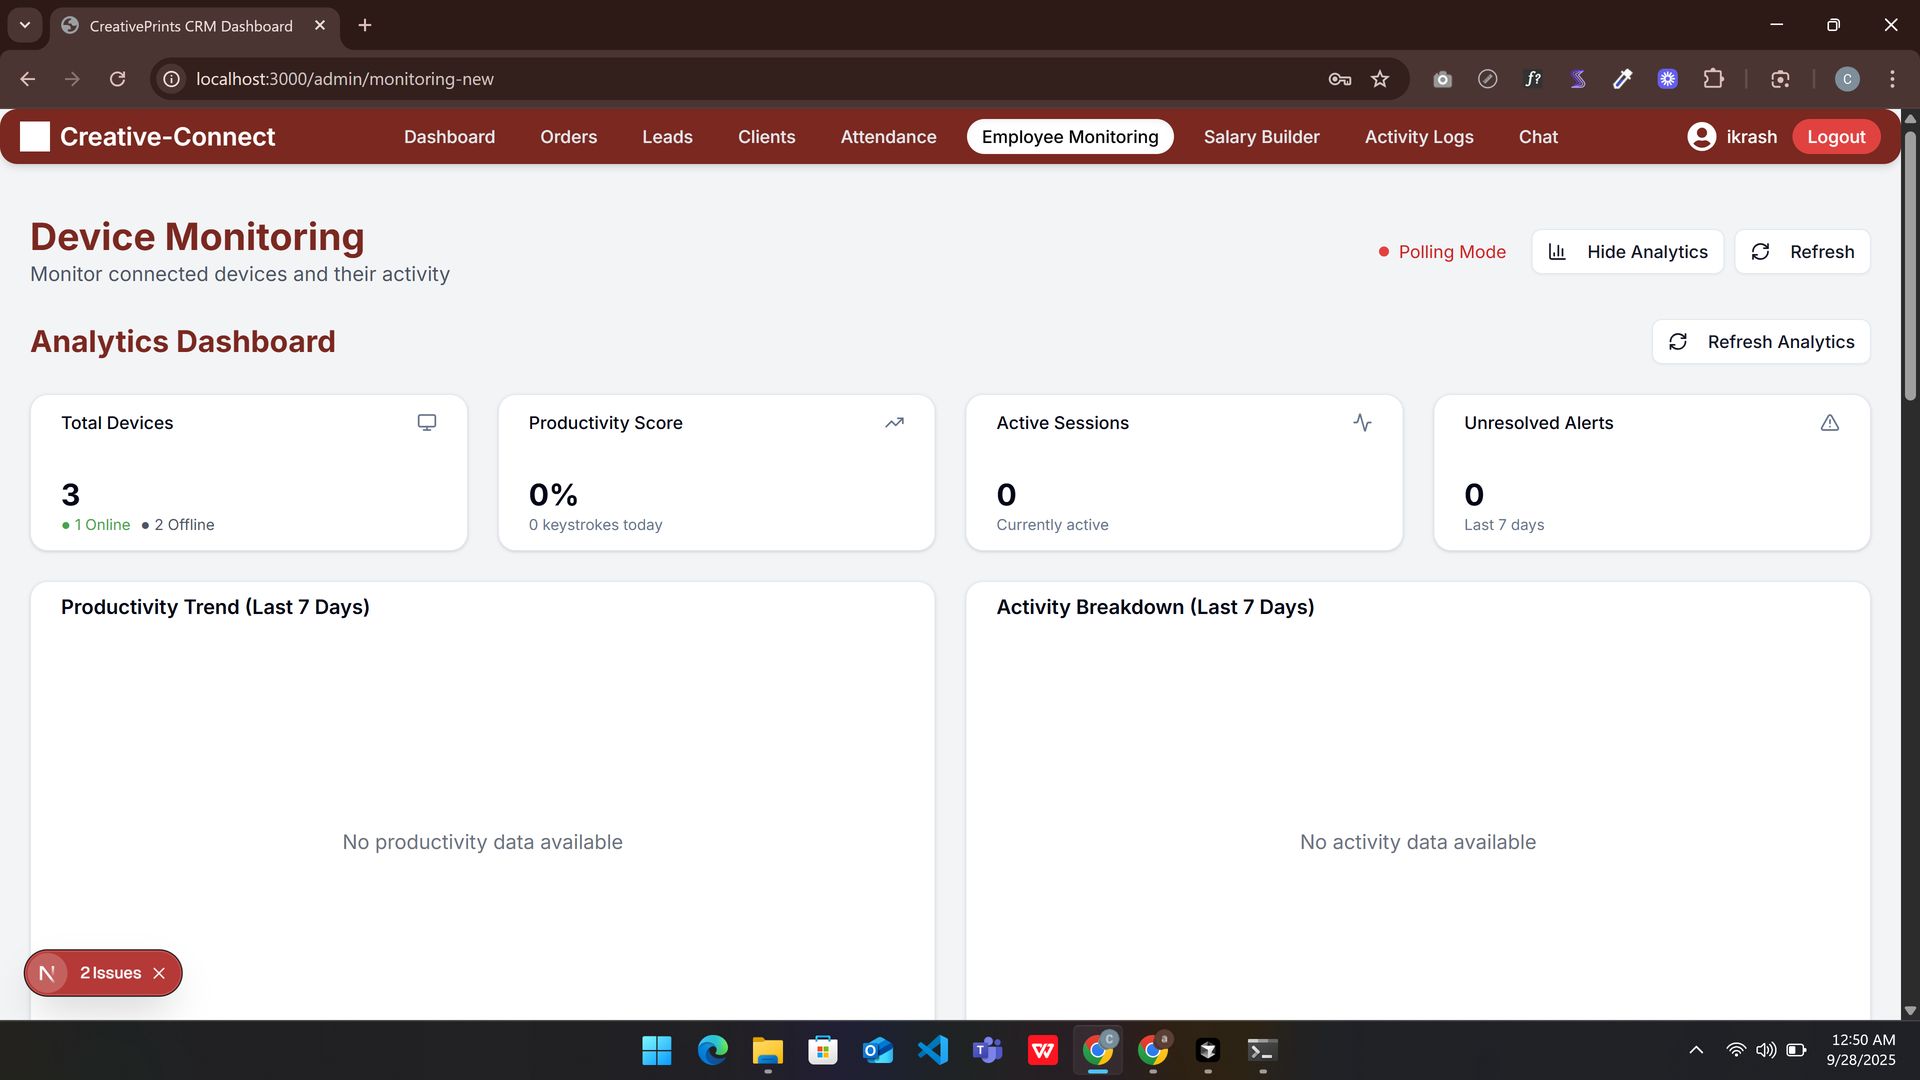 CreativePrints CRM Dashboard
localhost:3000/admin/monitoring-new
f?
C
Creative-Connect
Dashboard
Orders
Leads
Clients
Attendance
Employee Monitoring
Salary Builder
Activity Logs
Chat
ikrash
Logout
Device Monitoring
Monitor connected devices and their activity
Polling Mode
Hide Analytics
Refresh
Analytics Dashboard
Refresh Analytics
Total Devices
3
1 Online
2 Offline
Productivity Score
0%
0 keystrokes today
Active Sessions
0
Currently active
Unresolved Alerts
0
Last 7 days
Productivity Trend (Last 7 Days)
No productivity data available
Activity Breakdown (Last 7 Days)
No activity data available
N
2 Issues
C
a
12:50 AM
9/28/2025